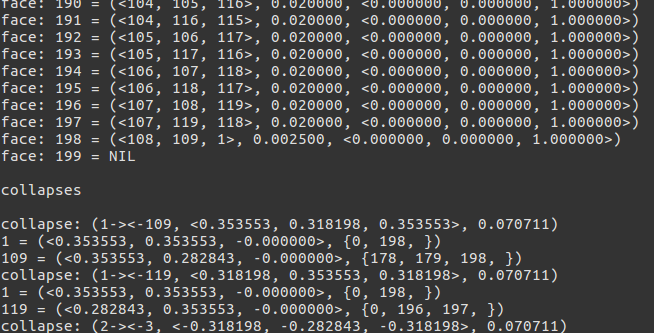 face: 190 = (<104, 105, 116>, 0.020000, <0.000000, 0.000000, 1.000000>)
face: 191 = (<104, 116, 115>, 0.020000, <0.000000, 0.000000, 1.000000>)
face: 192 = (<105, 106, 117>, 0.020000, <0.000000, 0.000000, 1.000000>)
face: 193 = (<105, 117, 116>, 0.020000, <0.000000, 0.000000, 1.000000>)
face: 194 = (<106, 107, 118>, 0.020000, <0.000000, 0.000000, 1.000000>)
face: 195 = (<106, 118, 117>, 0.020000, <0.000000, 0.000000, 1.000000>)
face: 196 = (<107, 108, 119>, 0.020000, <0.000000, 0.000000, 1.000000>)
face: 197 = (<107, 119, 118>, 0.020000, <0.000000, 0.000000, 1.000000>)
face: 198 = (<108, 109, 1>, 0.002500, <0.000000, 0.000000, 1.000000>)
face: 199 = NIL
collapses
collapse: (1-><-109, <0.353553, 0.318198, 0.353553>, 0.070711)
1 = (<0.353553, 0.353553, -0.000000>, {0, 198, })
109 = (<0.353553, 0.282843, -0.000000>, {178, 179, 198, })
collapse: (1-><-119, <0.318198, 0.353553, 0.318198>, 0.070711)
1 = (<0.353553, 0.353553, -0.000000>, {0, 198, })
119 = (<0.282843, 0.353553, -0.000000>, {0, 196, 197, })
collapse: (2-><-3, <-0.318198, -0.282843, -0.318198>, 0.070711)